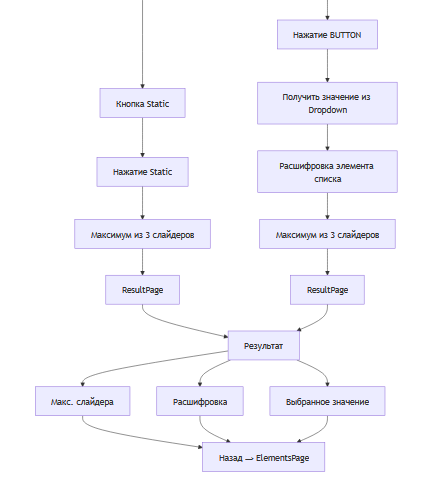 Нажатие BUTTON
Кнопка Static
Получить значение из
Dropdown
Нажатие Static
Расшифровка элемента
списка
Максимум из 3 слайдеров
Максимум из 3 слайдеров
ResultPage
ResultPage
Результат
Макс. слайдера
Расшифровка
Выбранное значение
Назад —> ElementsPage